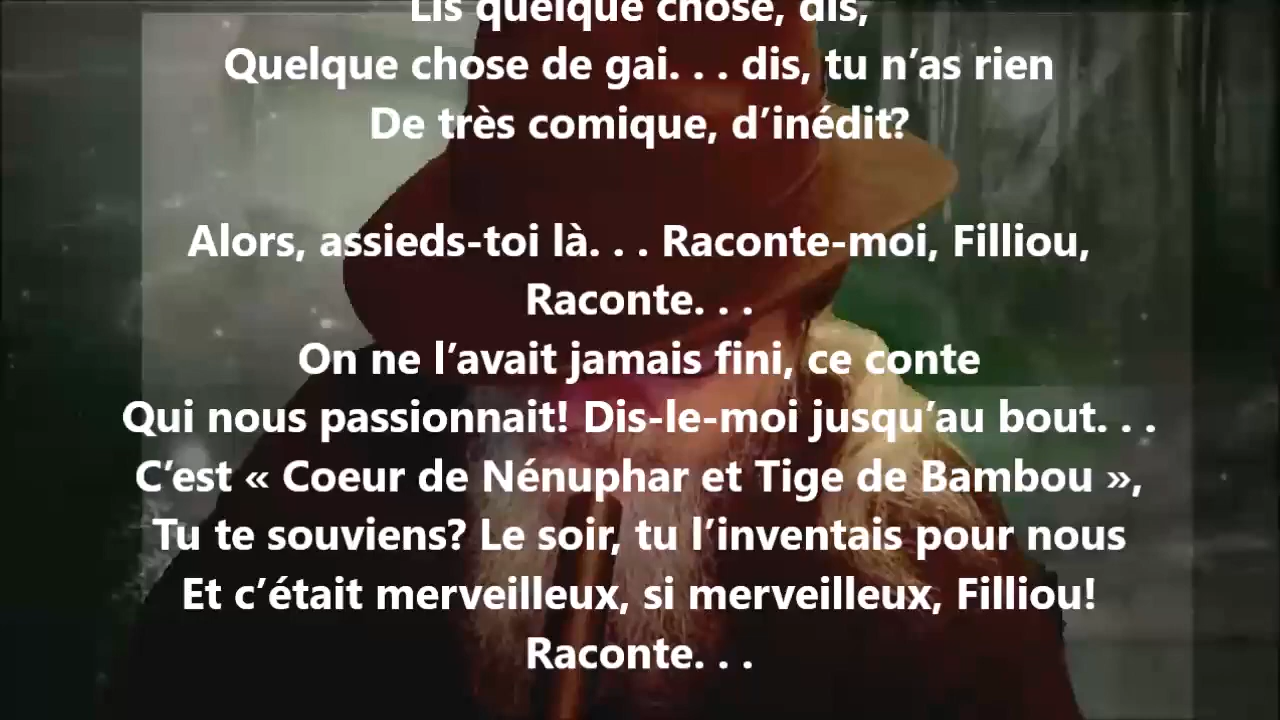 Lis quelque chose, dis,
Quelque chose de gai. . . dis, tu n’as rien
De très comique, d’inédit?
Alors, assieds-toi là. . . Raconte-moi, Filliou,
Raconte. . .
On ne l’avait jamais fini, ce conte
Qui nous passionnait! Dis-le-moi jusqu’au bout. . .
C’est « Coeur de Nénuphar et Tige de Bambou »,
Tu te souviens? Le soir, tu l’inventais pour nous
Et c’était merveilleux, si merveilleux, Filliou!
Raconte. . .